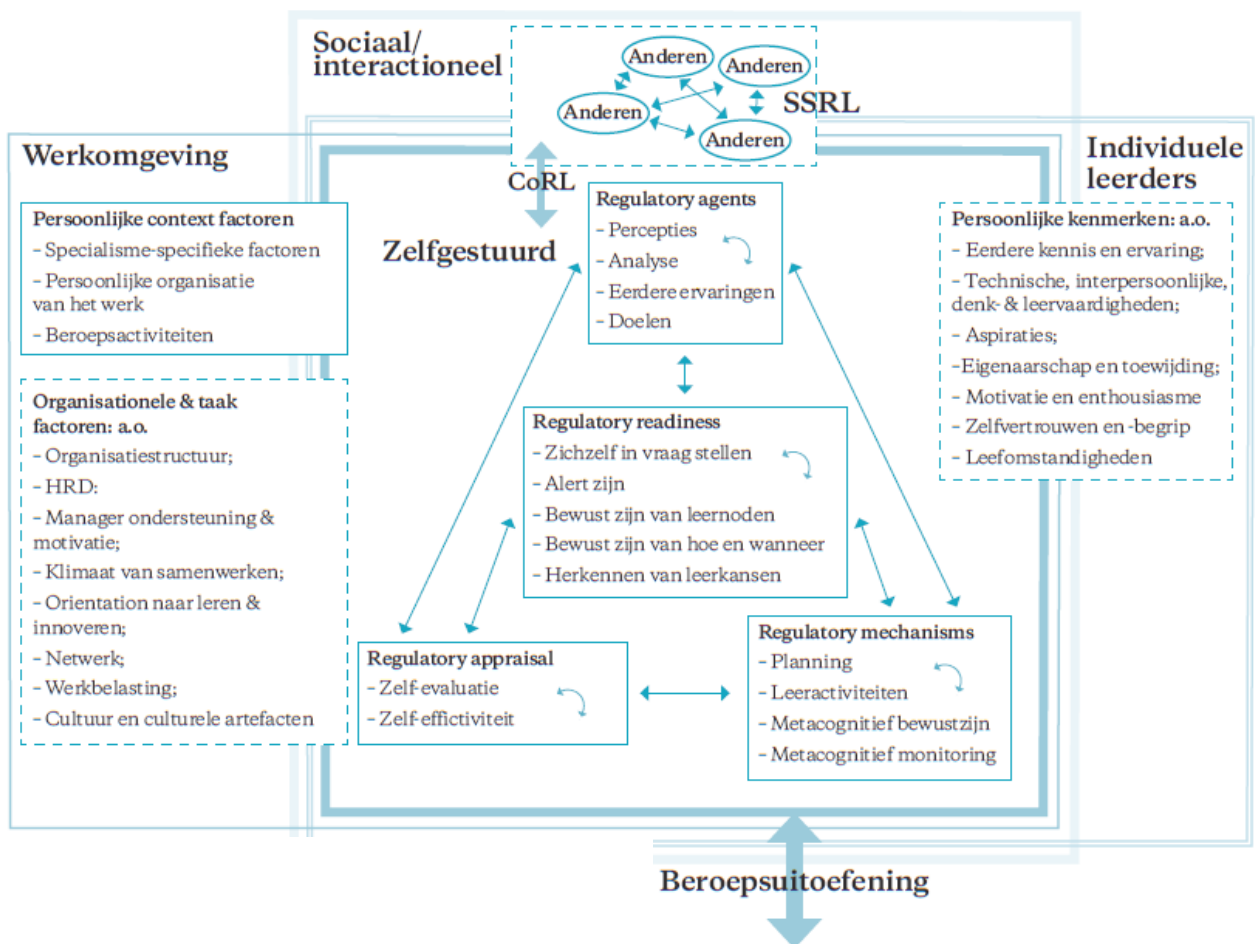 Sociaal/
interactioneel
Anderen
Anderen
Anderen
Anderen
SSRL
CoRL
Werkomgeving
Persoonlijke context factoren
– Specialisme-specifieke factoren
– Persoonlijke organisatie
van het werk
– Beroepsactiviteiten
Organisationele & taak
factoren: a.o.
– Organisatiestructuur;
– HRD:
– Manager ondersteuning &
motivatie;
– Klimaat van samenwerken;
– Orientation naar leren &
innoveren;
– Netwerk;
– Werkbelasting;
– Cultuur en culturele artefacten
Zelfgestuurd
Regulatory agents
– Percepties
– Analyse
– Eerdere ervaringen
– Doelen
Regulatory readiness
– Zichzelf in vraag stellen
– Alert zijn
– Bewust zijn van leernoden
– Bewust zijn van hoe en wanneer
– Herkennen van leerkansen
Regulatory appraisal
– Zelf-evaluatie
– Zelf-effictiviteit
Regulatory mechanisms
– Planning
– Leeractiviteiten
– Metacognitief bewustzijn
– Metacognitief monitoring
Individuele
leerders
Persoonlijke kenmerken: a.o.
– Eerdere kennis en ervaring;
– Technische, interpersoonlijke,
denk- & leervaardigheden;
– Aspiraties;
–Eigenaarschap en toewijding;
– Motivatie en enthousiasme
– Zelfvertrouwen en -begrip
– Leefomstandigheden
Beroepsuitoefening